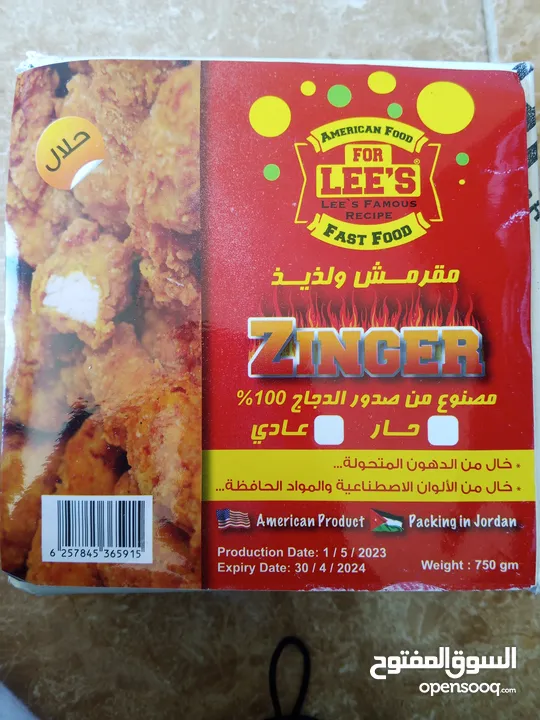 حلال
AMERICAN FOOD
FOR
LEE'S®
LEE'S FAMOUS
RECIPE
FAST FOOD
مقرمش ولذيذ
ZINGER
مصنوع من صدور الدجاج 100%
حار عادي
• خال من الدهون المتحولة...
• خال من الألوان الاصطناعية والمواد الحافظة...
American Product Packing in Jordan
Production Date: 1 / 5 / 2023
Expiry Date: 30 / 4 / 2024
Weight : 750 gm
6 257845 365915
السوق المفتوح
opensooq.com